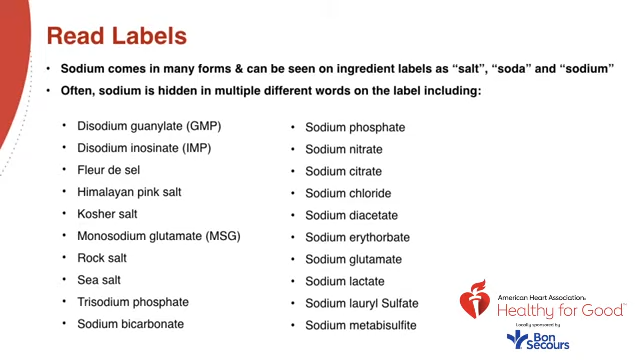 Read Labels
• Sodium comes in many forms & can be seen on ingredient labels as “salt”, “soda” and “sodium”
• Often, sodium is hidden in multiple different words on the label including:
• Disodium guanylate (GMP)
• Disodium inosinate (IMP)
• Fleur de sel
• Himalayan pink salt
• Kosher salt
• Monosodium glutamate (MSG)
• Rock salt
• Sea salt
• Trisodium phosphate
• Sodium bicarbonate
• Sodium phosphate
• Sodium nitrate
• Sodium citrate
• Sodium chloride
• Sodium diacetate
• Sodium erythorbate
• Sodium glutamate
• Sodium lactate
• Sodium lauryl Sulfate
• Sodium metabisulfite
American Heart Association®
Healthy for Good™
Locally sponsored by
Bon
Secours